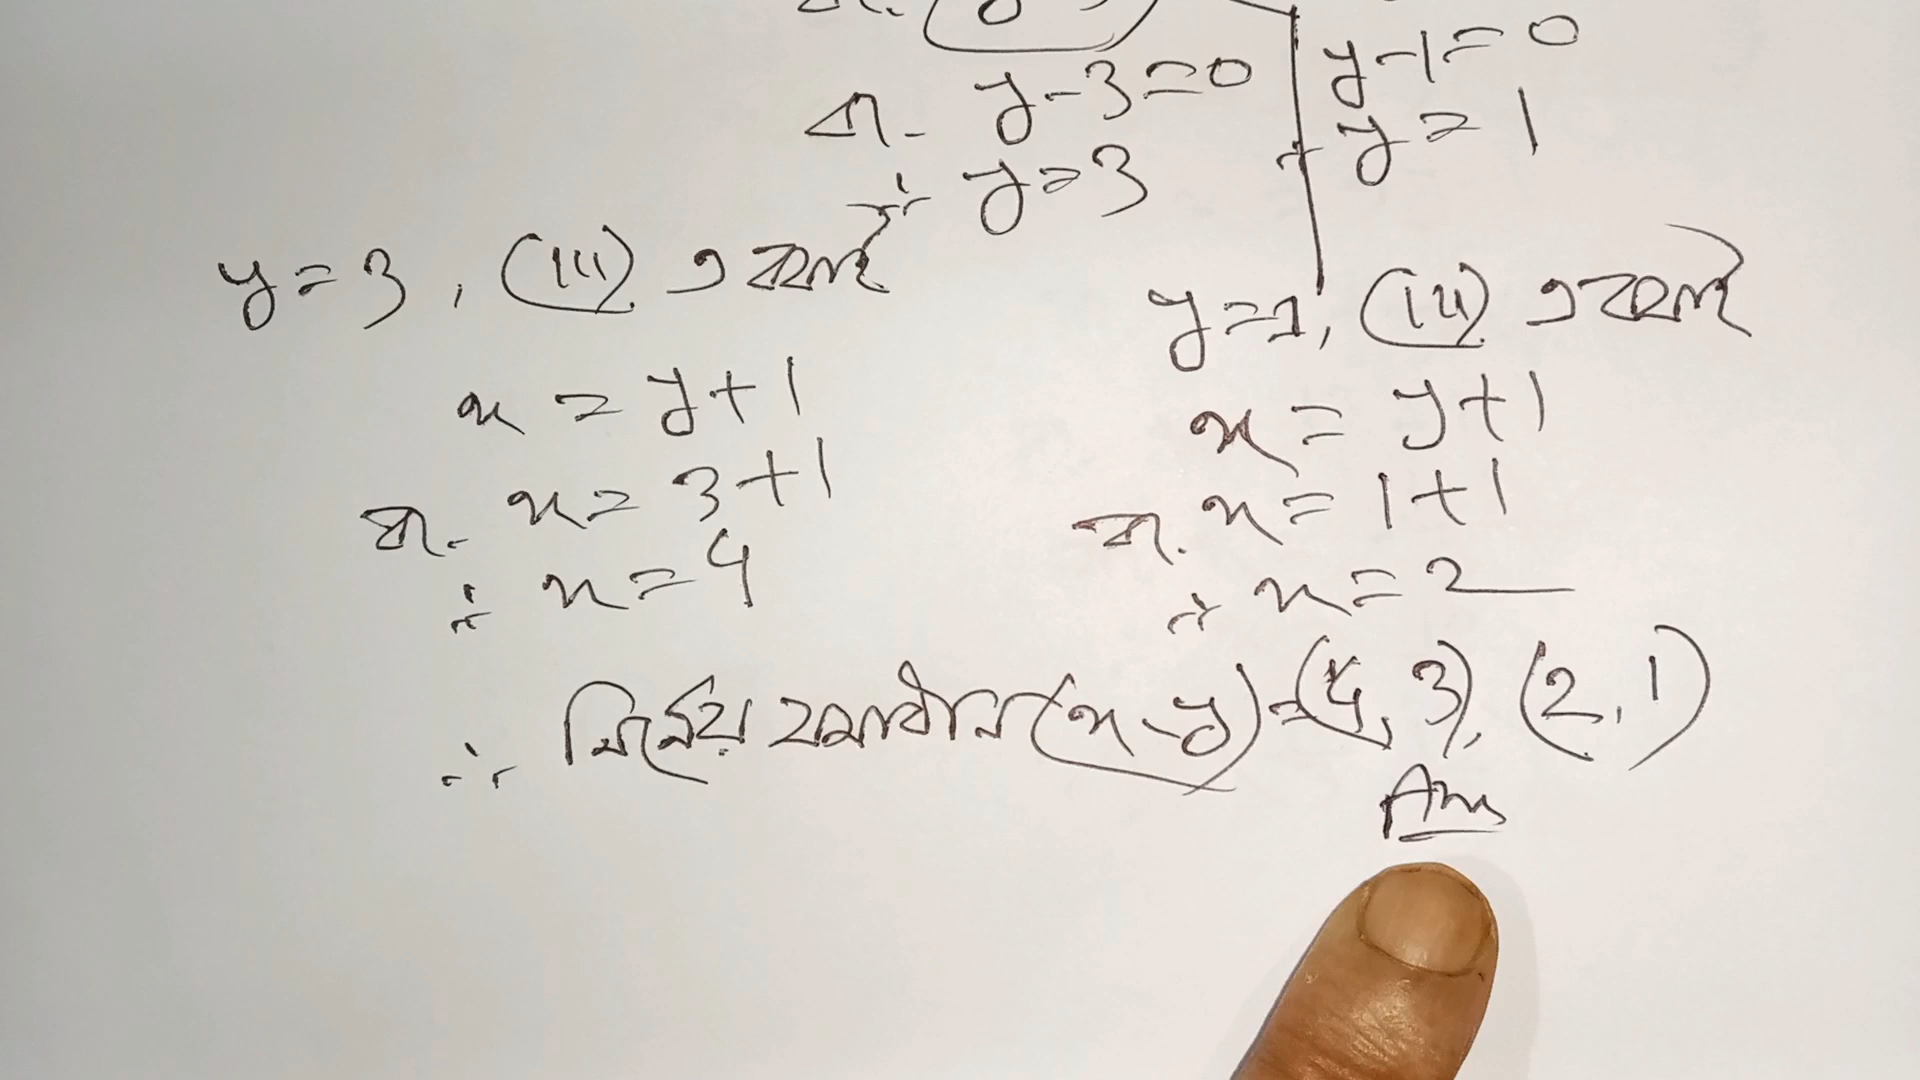 বা. y-3=0 | y-1=0
∴ y=3 | ∴ y=1
y=3, (iii) এ বসাই
x = y+1
বা. x= 3+1
∴ x=4
y=1, (iii) এ বসাই
x = y+1
বা. x= 1+1
∴ x=2
∴ নির্ণেয় সমাধান (x, y)=(4, 3), (2, 1)
Ans